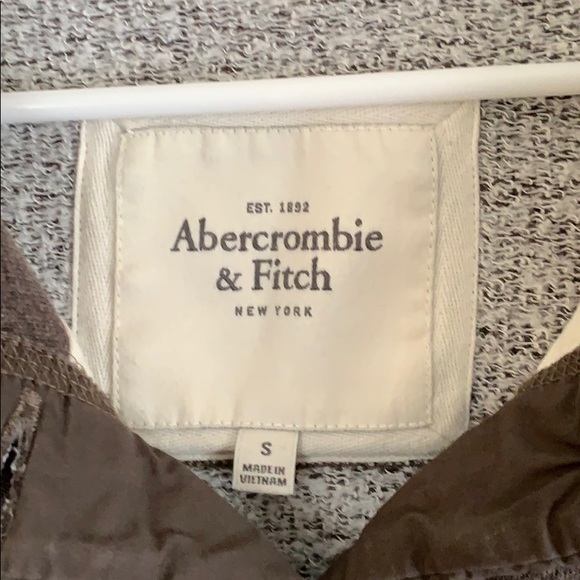 EST. 1892
Abercrombie
& Fitch
NEW YORK
S
MADE IN
VIETNAM